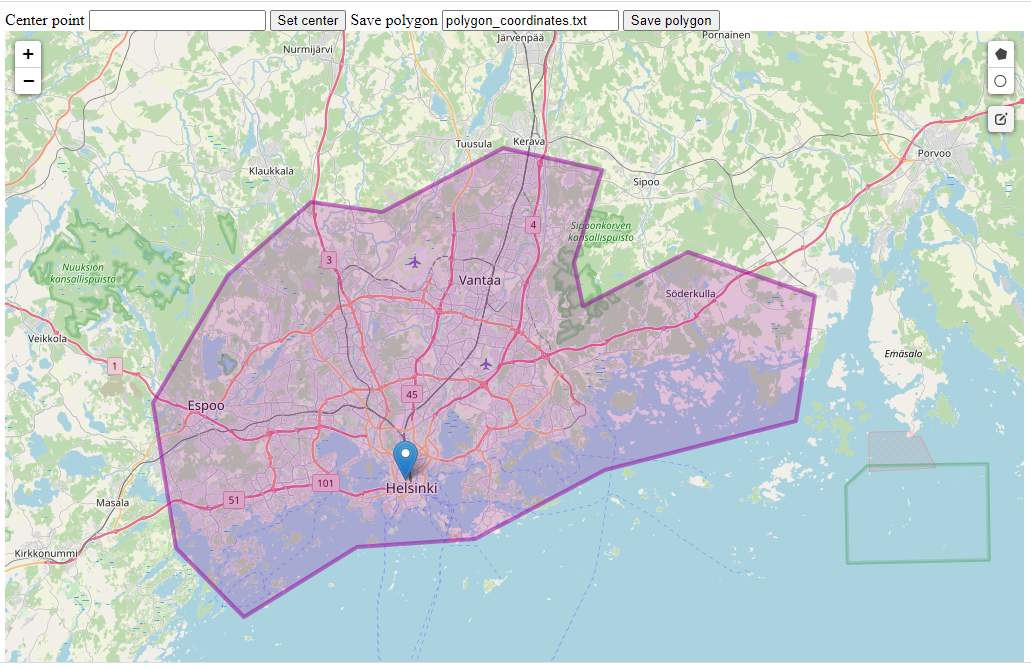 Center point Set center Save polygon polygon_coordinates.txt Save polygon
+
−
Nurmijärvi
Järvenpää
Pornainen
Tuusula
Kerava
Porvoo
Klaukkala
Sipoo
4
Sipoonkorven
kansallispuisto
3
Nuuksion
kansallispuisto
Vantaa
Söderkulla
Veikkola
Emäsalo
1
45
Espoo
101
Helsinki
51
Masala
Kirkkonummi